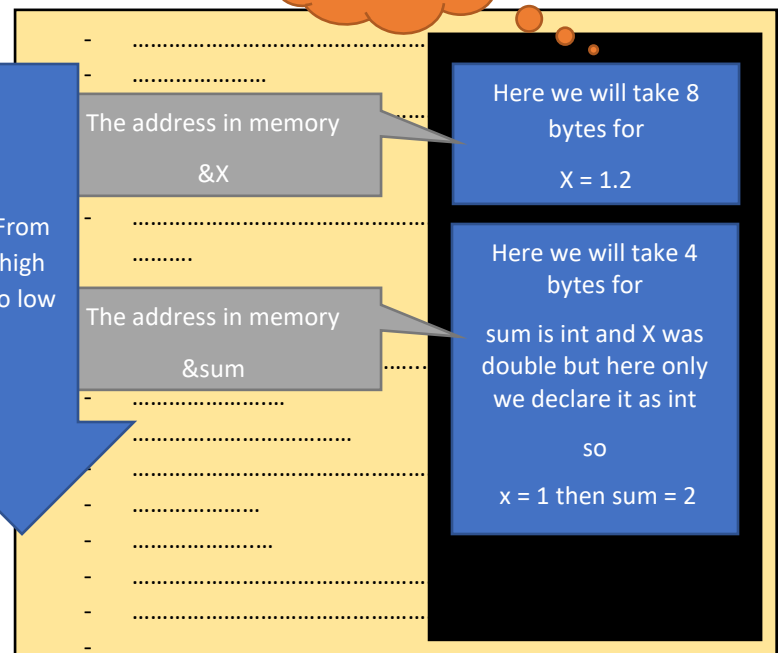 - ……………………………………………
- …………………
The address in memory
&X
Here we will take 8
bytes for
X = 1.2
From
high
o low
- ……………………………………………
……….
The address in memory
&sum
Here we will take 4
bytes for
sum is int and X was
double but here only
we declare it as int
so
x = 1 then sum = 2
- ……………………
………………………………
- ……………………………………………
- …………………
- …………………..…
- ……………………………………………
- ……………………………………………
-